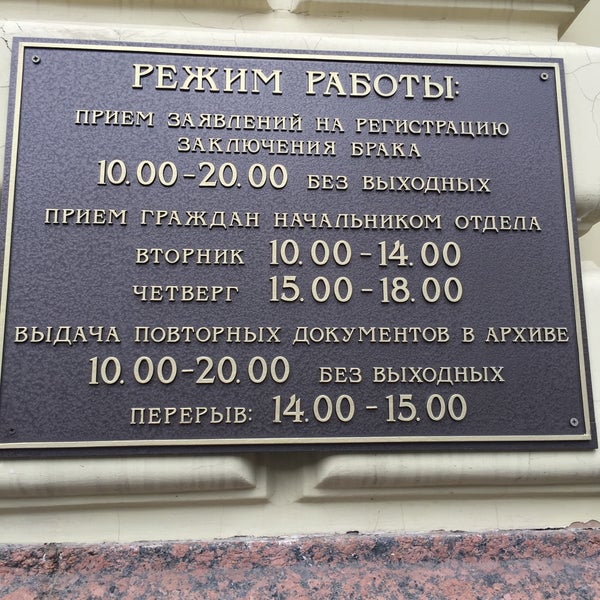 РЕЖИМ РАБОТЫ:
ПРИЕМ ЗАЯВЛЕНИЙ НА РЕГИСТРАЦИЮ
ЗАКЛЮЧЕНИЯ БРАКА
10.00-20.00 БЕЗ ВЫХОДНЫХ
ПРИЕМ ГРАЖДАН НАЧАЛЬНИКОМ ОТДЕЛА
ВТОРНИК 10.00-14.00
ЧЕТВЕРГ 15.00-18.00
ВЫДАЧА ПОВТОРНЫХ ДОКУМЕНТОВ В АРХИВЕ
10.00-20.00 БЕЗ ВЫХОДНЫХ
ПЕРЕРЫВ: 14.00-15.00